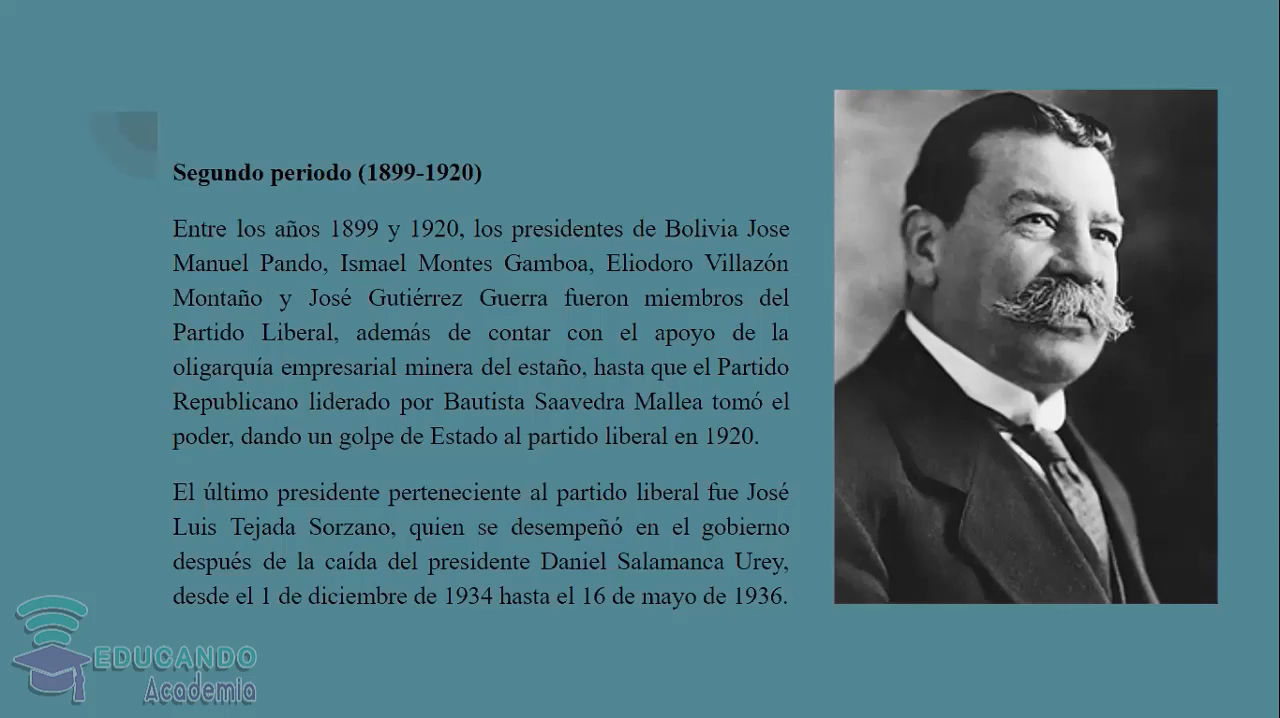 Segundo periodo (1899-1920)
Entre los años 1899 y 1920, los presidentes de Bolivia Jose
Manuel Pando, Ismael Montes Gamboa, Eliodoro Villazón
Montaño y José Gutiérrez Guerra fueron miembros del
Partido Liberal, además de contar con el apoyo de la
oligarquía empresarial minera del estaño, hasta que el Partido
Republicano liderado por Bautista Saavedra Mallea tomó el
poder, dando un golpe de Estado al partido liberal en 1920.
El último presidente perteneciente al partido liberal fue José
Luis Tejada Sorzano, quien se desempeñó en el gobierno
después de la caída del presidente Daniel Salamanca Urey,
desde el 1 de diciembre de 1934 hasta el 16 de mayo de 1936.
EDUCANDO
Academia